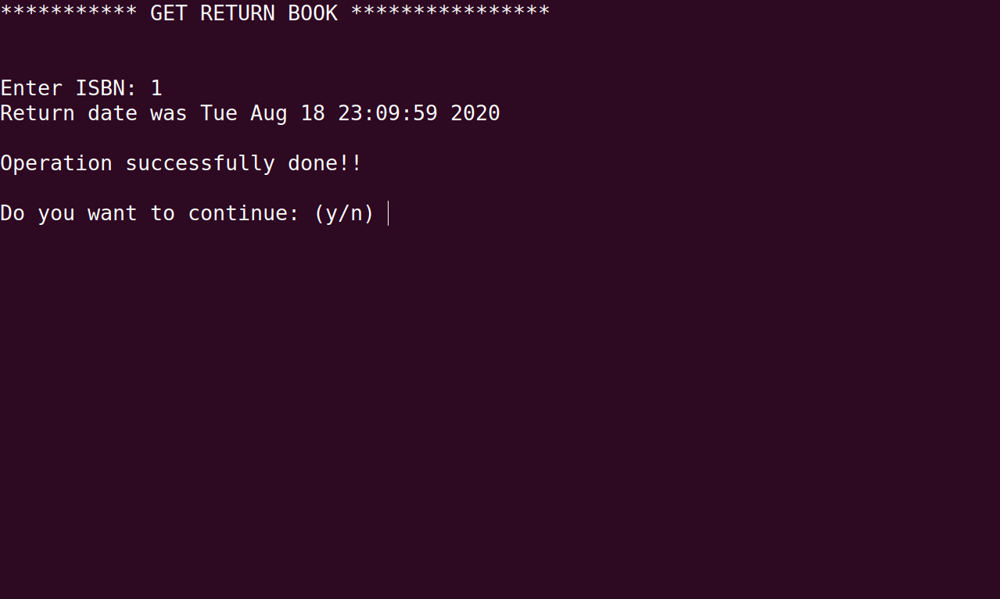 *********** GET RETURN BOOK ****************
Enter ISBN: 1
Return date was Tue Aug 18 23:09:59 2020
Operation successfully done!!
Do you want to continue: (y/n)